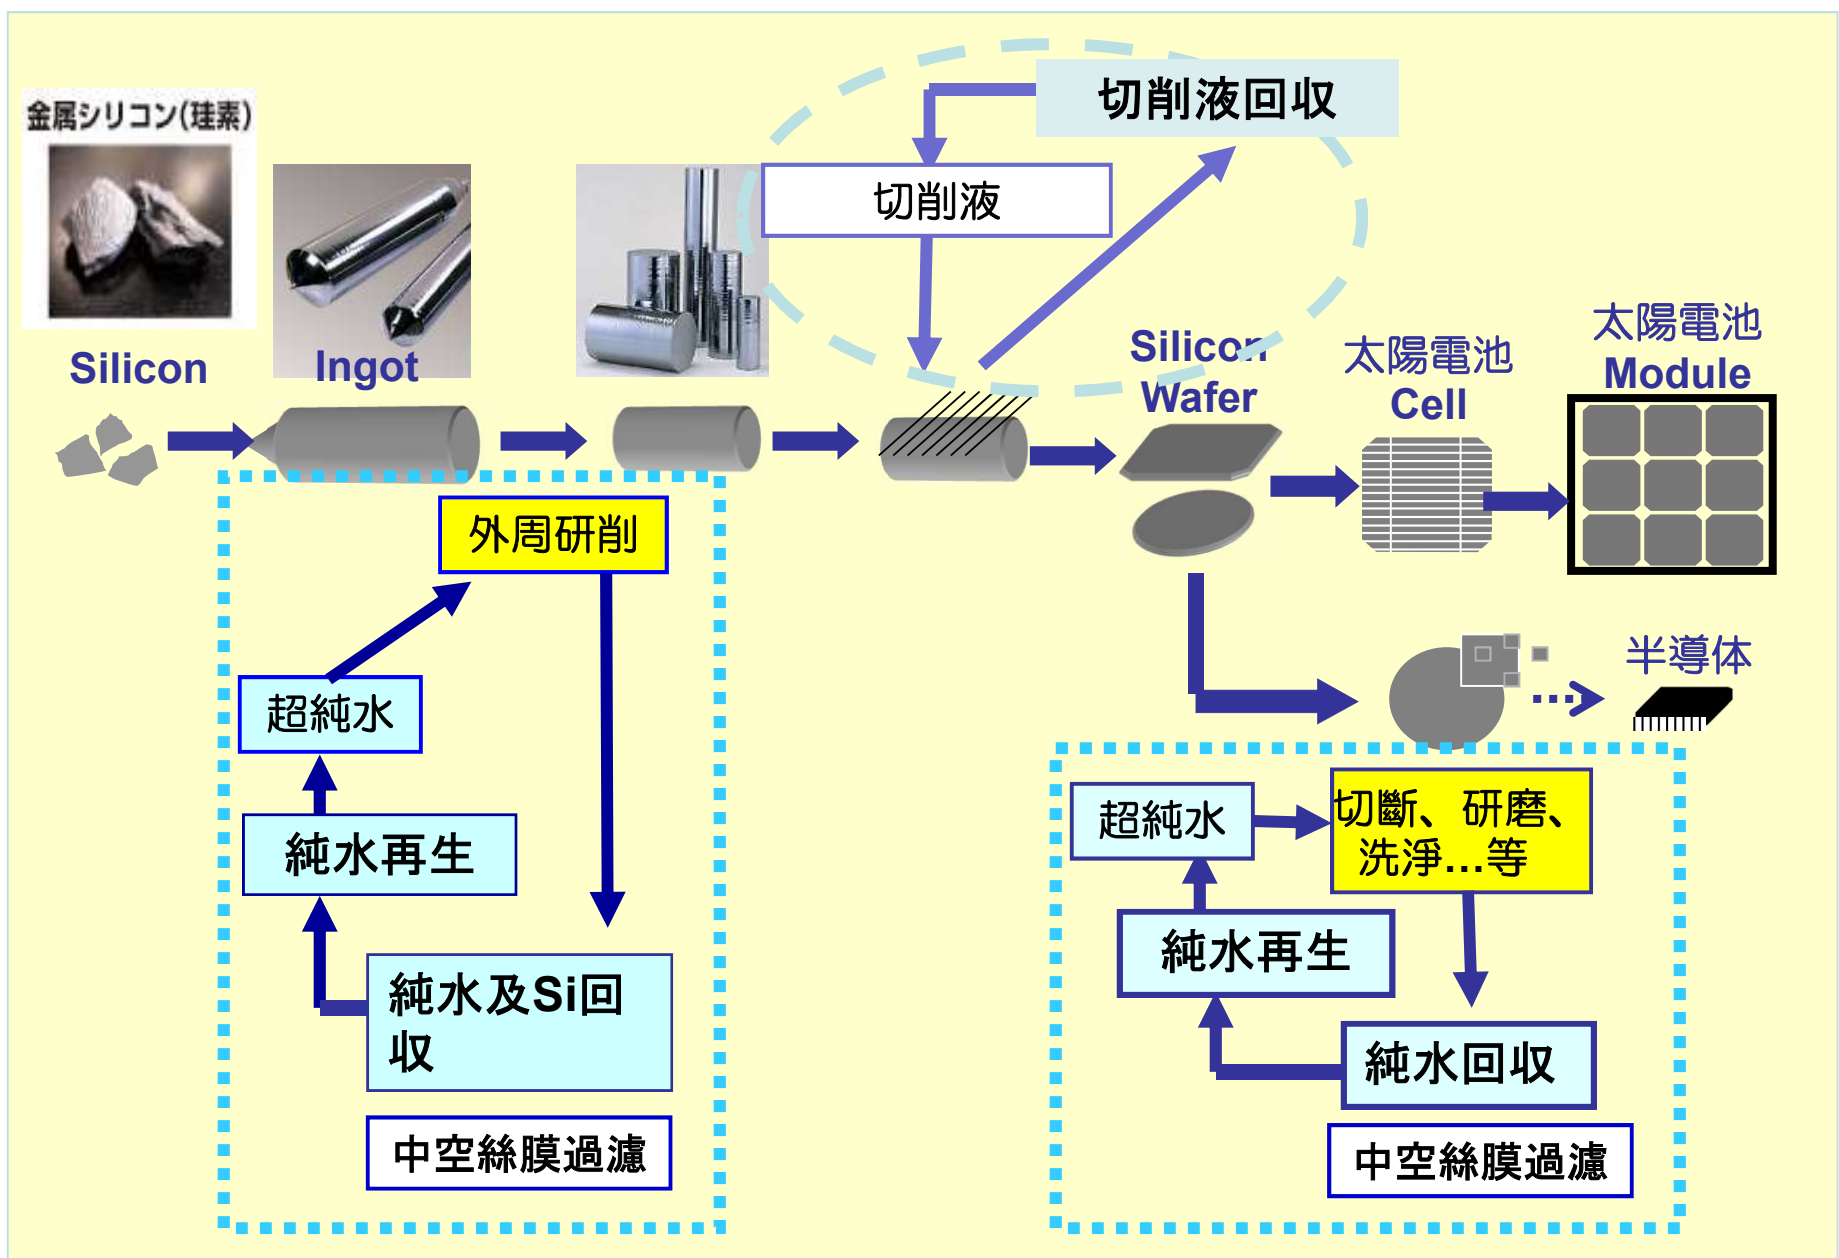 金属シリコン(珪素)
切削液回収
切削液
Silicon
Ingot
Silicon
Wafer
太陽電池
Cell
太陽電池
Module
外周研削
超純水
純水再生
純水及Si回
収
中空絲膜過濾
半導体
超純水
切斷、研磨、
洗淨...等
純水再生
純水回収
中空絲膜過濾